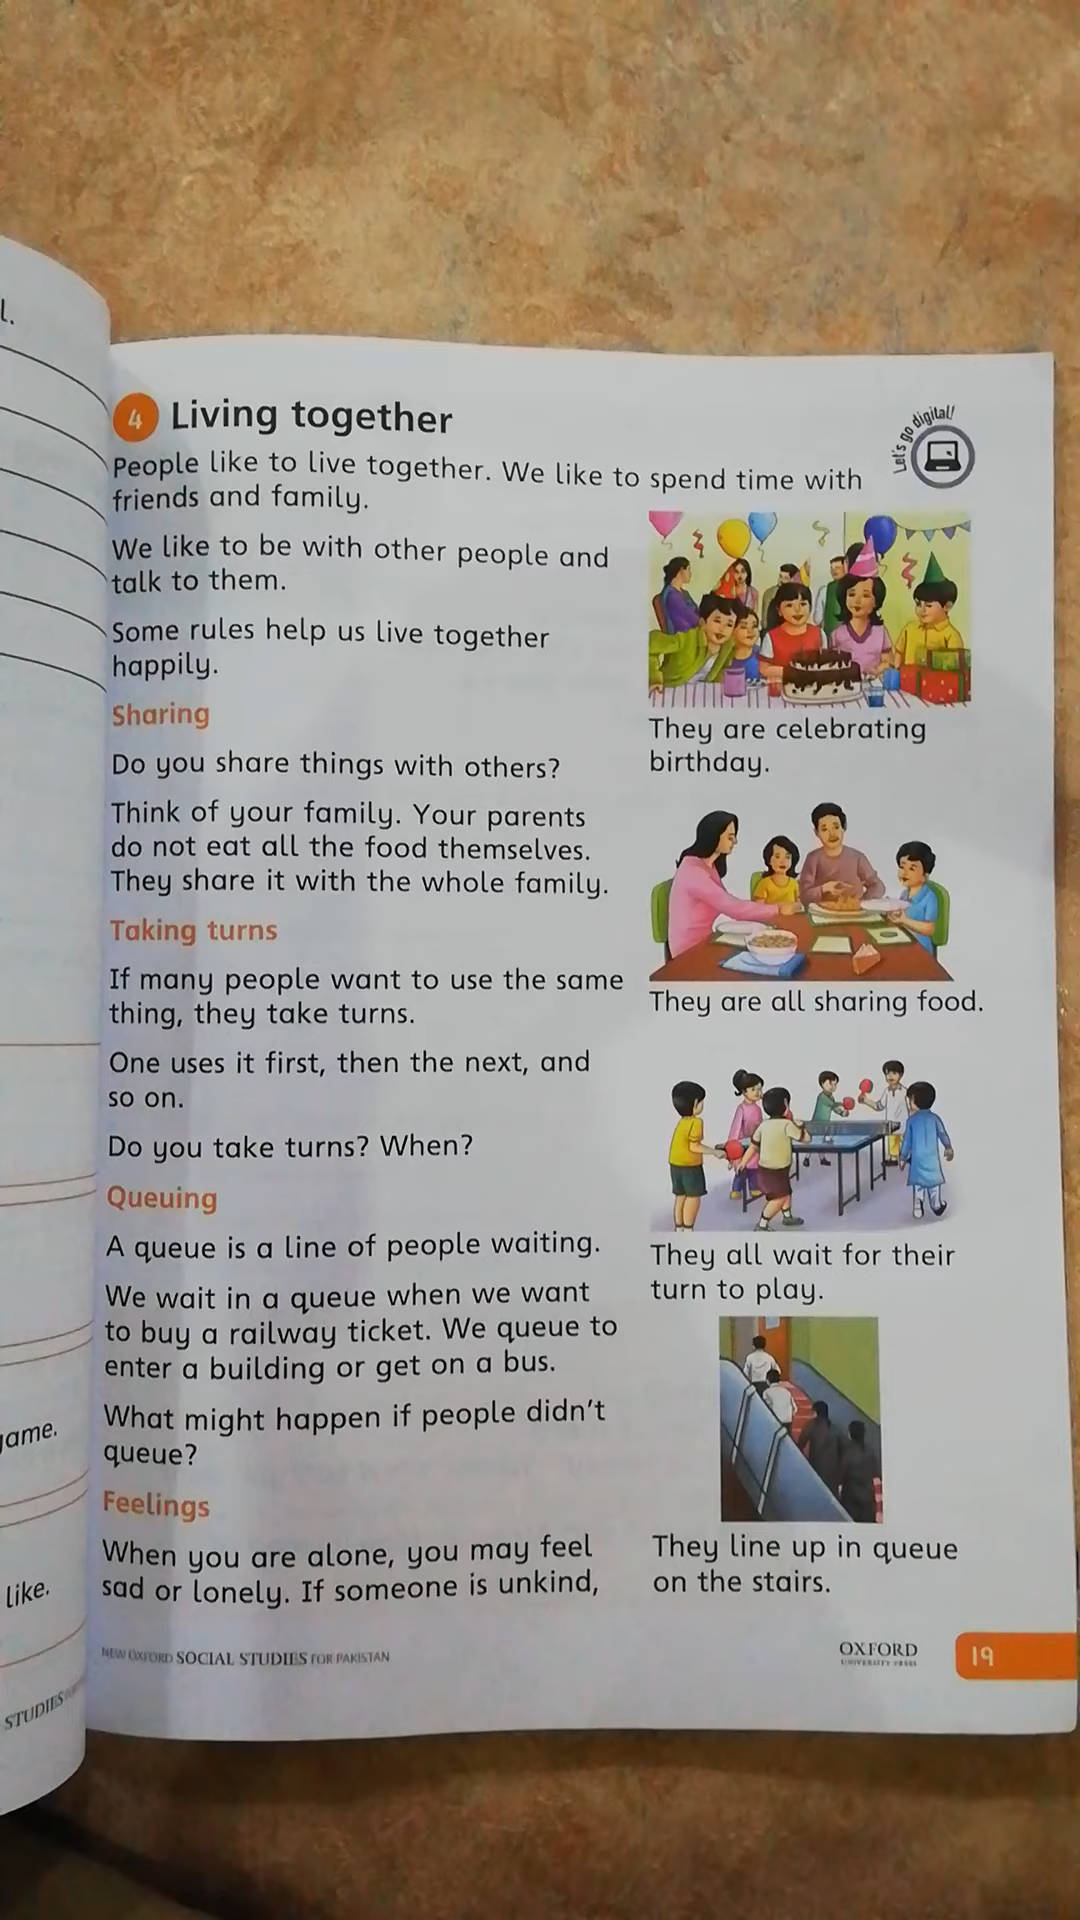 l.
game.
like.
STUDIES
4 Living together
Let's go digital!
People like to live together. We like to spend time with
friends and family.
We like to be with other people and
talk to them.
Some rules help us live together
happily.
Sharing
Do you share things with others?
Think of your family. Your parents
do not eat all the food themselves.
They share it with the whole family.
Taking turns
If many people want to use the same
thing, they take turns.
One uses it first, then the next, and
so on.
Do you take turns? When?
Queuing
A queue is a line of people waiting.
We wait in a queue when we want
to buy a railway ticket. We queue to
enter a building or get on a bus.
What might happen if people didn't
queue?
Feelings
When you are alone, you may feel
sad or lonely. If someone is unkind,
They are celebrating
birthday.
They are all sharing food.
They all wait for their
turn to play.
They line up in queue
on the stairs.
NEW OXFORD SOCIAL STUDIES FOR PAKISTAN
OXFORD
UNIVERSITY PRESS
19